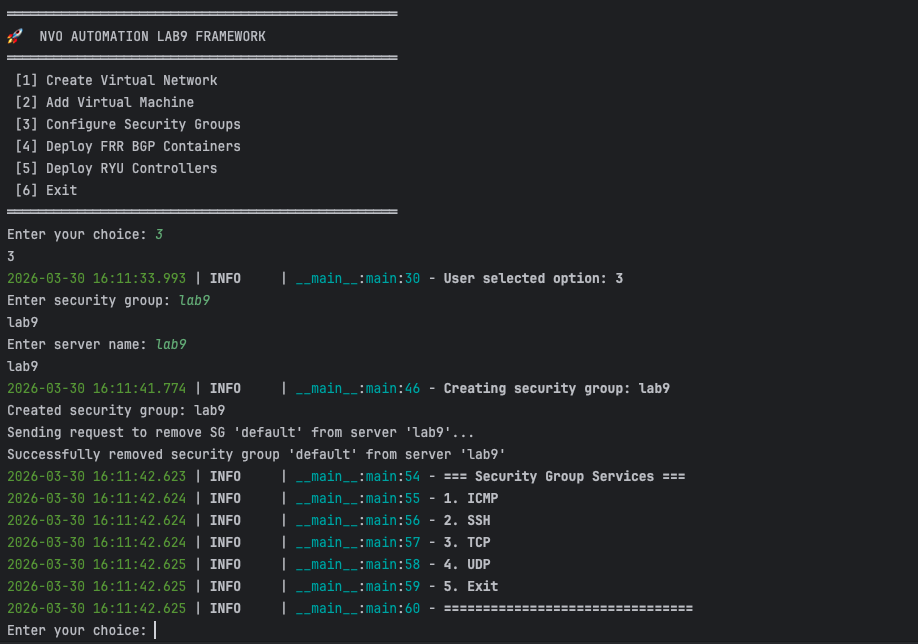 ══════════════════════════════════════════════════
🚀  NVO AUTOMATION LAB9 FRAMEWORK
══════════════════════════════════════════════════
[1] Create Virtual Network
[2] Add Virtual Machine
[3] Configure Security Groups
[4] Deploy FRR BGP Containers
[5] Deploy RYU Controllers
[6] Exit
══════════════════════════════════════════════════
Enter your choice: 3
3
2026-03-30 16:11:33.993 | INFO     | __main__:main:30 - User selected option: 3
Enter security group: lab9
lab9
Enter server name: lab9
lab9
2026-03-30 16:11:41.774 | INFO     | __main__:main:46 - Creating security group: lab9
Created security group: lab9
Sending request to remove SG 'default' from server 'lab9'...
Successfully removed security group 'default' from server 'lab9'
2026-03-30 16:11:42.623 | INFO     | __main__:main:54 - === Security Group Services ===
2026-03-30 16:11:42.624 | INFO     | __main__:main:55 - 1. ICMP
2026-03-30 16:11:42.624 | INFO     | __main__:main:56 - 2. SSH
2026-03-30 16:11:42.624 | INFO     | __main__:main:57 - 3. TCP
2026-03-30 16:11:42.625 | INFO     | __main__:main:58 - 4. UDP
2026-03-30 16:11:42.625 | INFO     | __main__:main:59 - 5. Exit
2026-03-30 16:11:42.625 | INFO     | __main__:main:60 - ================================
Enter your choice: